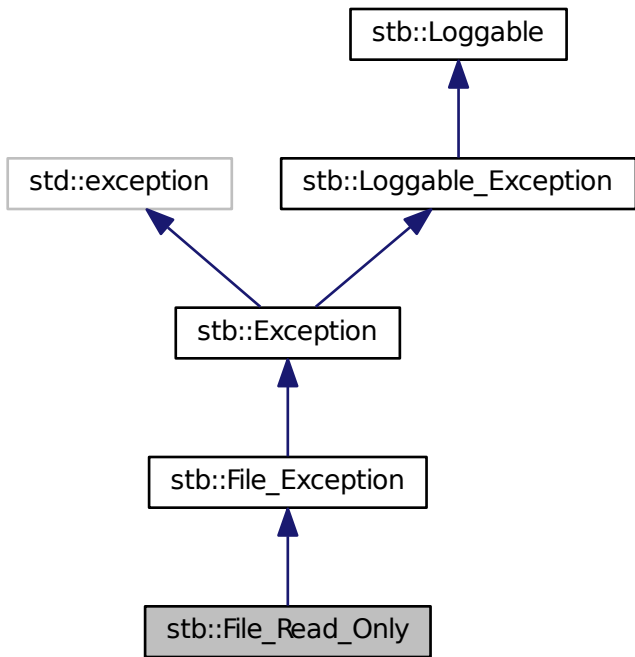 stb::Loggable
std::exception
stb::Loggable_Exception
stb::Exception
stb::File_Exception
stb::File_Read_Only